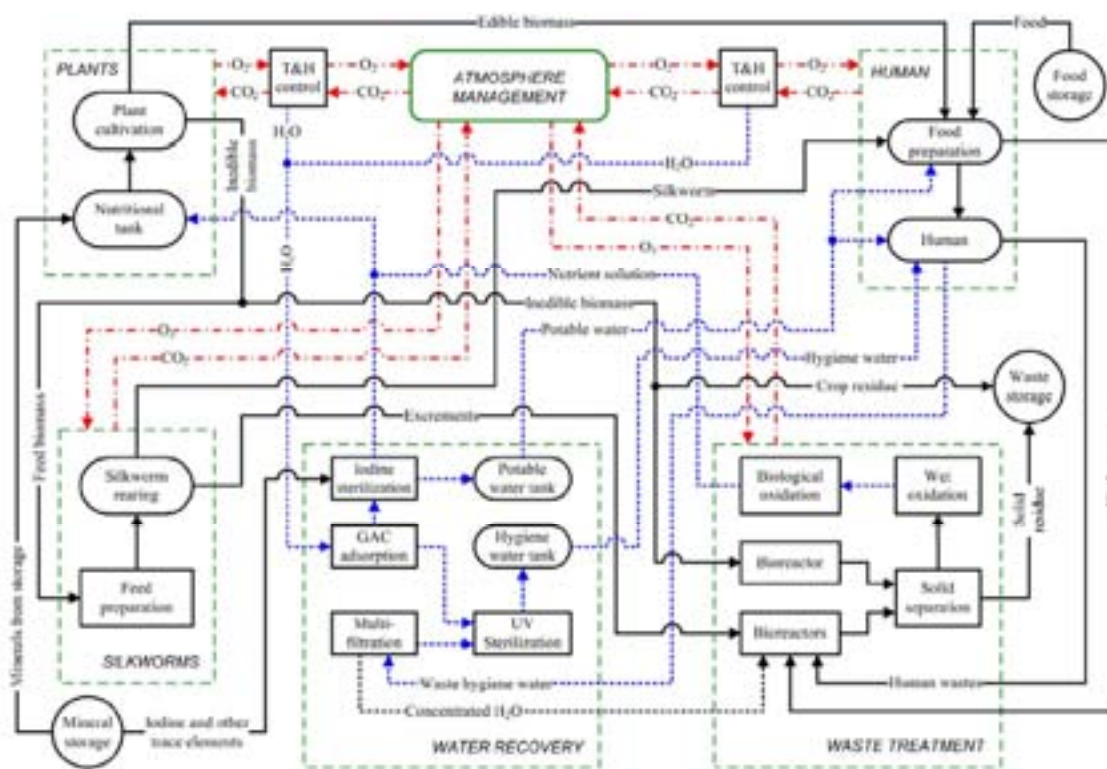 Edible biomass
Food
PLANTS
O₂
T&H
control
O₂
ATMOSPHERE
MANAGEMENT
O₂
T&H
control
O₂
HUMAN
Food
storage
CO₂
CO₂
CO₂
CO₂
Plant
cultivation
Inedible
biomass
H₂O
H₂O
Food
preparation
Silkworm
Nutritional
tank
CO₂
Human
H₂O
O₂
Nutrient solution
Inedible biomass
O₂
Potable water
CO₂
Hygiene water
Crop residue
Waste
storage
Feed biomass
Excrements
Silkworm
rearing
Iodine
sterilization
Potable
water tank
Biological
oxidation
Wet
oxidation
Solid
residue
GAC
adsorption
Hygiene
water tank
Bioreactor
Feed
preparation
Solid
separation
Multi-
filtration
UV
Sterilization
Bioreactors
Minerals from storage
SILKWORMS
Waste hygiene water
Human wastes
Mineral
storage
Iodine and other
trace elements
Concentrated H₂O
WATER RECOVERY
WASTE TREATMENT